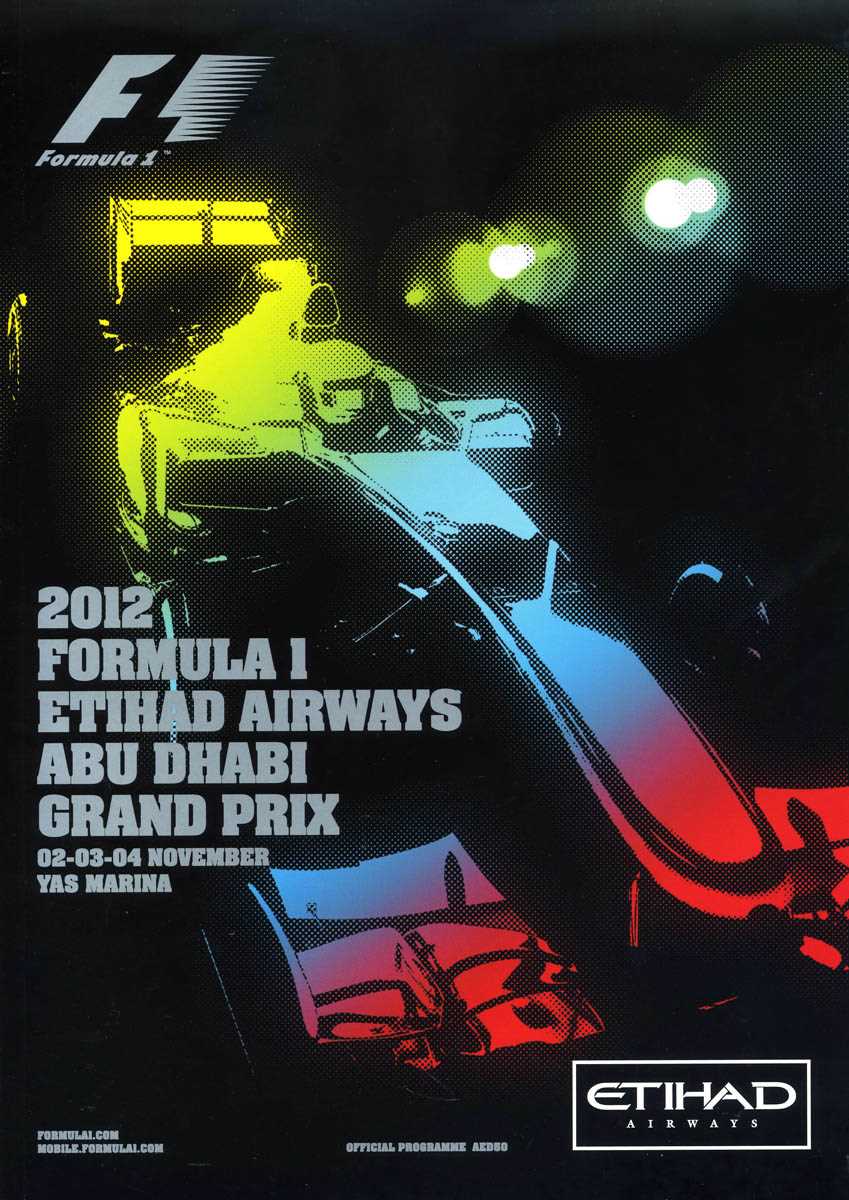 F1
Formula 1™
2012
FORMULA 1
ETIHAD AIRWAYS
ABU DHABI
GRAND PRIX
02-03-04 NOVEMBER
YAS MARINA
ETIHAD
AIRWAYS
FORMULA1.COM
MOBILE.FORMULA1.COM
OFFICIAL PROGRAMME AED50